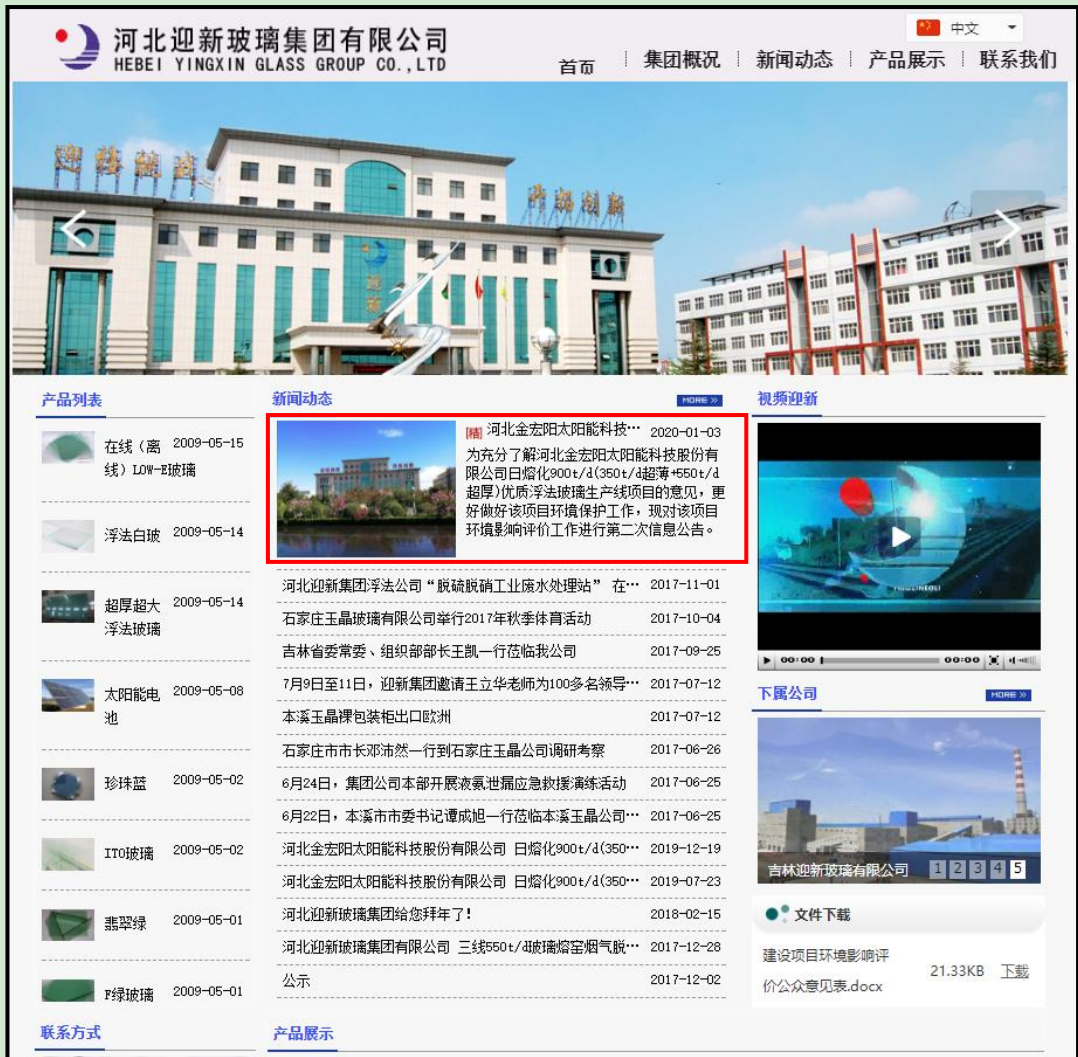 河北迎新玻璃集团有限公司
HEBEI YINGXIN GLASS GROUP CO.,LTD
中文
首页
集团概况
新闻动态
产品展示
联系我们
开拓创新
产品列表
在线(离 2009-05-15
线)LOW-E玻璃
浮法白玻 2009-05-14
超厚超大 2009-05-14
浮法玻璃
太阳能电 2009-05-08
池
珍珠蓝 2009-05-02
ITO玻璃 2009-05-02
翡翠绿 2009-05-01
F绿玻璃 2009-05-01
联系方式
新闻动态 MORE »
[精] 河北金宏阳太阳能科技… 2020-01-03
为充分了解河北金宏阳太阳能科技股份有
限公司日熔化900t/d(350t/d超薄+550t/d
超厚)优质浮法玻璃生产线项目的意见，更
好做好该项目环境保护工作，现对该项目
环境影响评价工作进行第二次信息公告。
河北迎新集团浮法公司“脱硫脱硝工业废水处理站” 在… 2017-11-01
石家庄玉晶玻璃有限公司举行2017年秋季体育活动 2017-10-04
吉林省委常委、组织部部长王凯一行莅临我公司 2017-09-25
7月9日至11日，迎新集团邀请王立华老师为100多名领导… 2017-07-12
本溪玉晶裸包装柜出口欧洲 2017-07-12
石家庄市市长邓沛然一行到石家庄玉晶公司调研考察 2017-06-26
6月24日，集团公司本部开展液氨泄漏应急救援演练活动 2017-06-25
6月22日，本溪市市委书记谭成旭一行莅临本溪玉晶公司… 2017-06-25
河北金宏阳太阳能科技股份有限公司 日熔化900t/d(350… 2019-12-19
河北金宏阳太阳能科技股份有限公司 日熔化900t/d(350… 2019-07-23
河北迎新玻璃集团给您拜年了! 2018-02-15
河北迎新玻璃集团有限公司 三线550t/d玻璃熔窑烟气脱… 2017-12-28
公示 2017-12-02
产品展示
视频迎新
00:00 00:00
下属公司 MORE »
吉林迎新玻璃有限公司 1 2 3 4 5
文件下载
建设项目环境影响评
价公众意见表.docx 21.33KB 下载